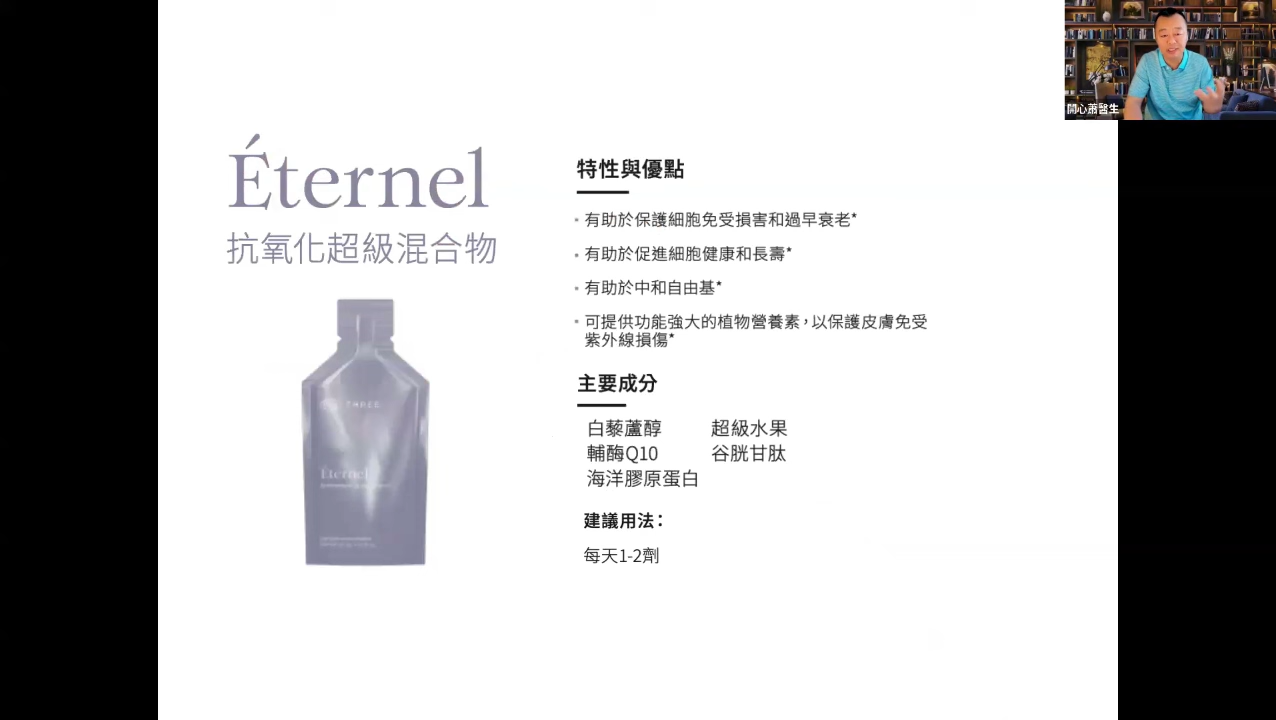 開心蕭醫生
Éternel
抗氧化超級混合物
THREE
Éternel
特性與優點
有助於保護細胞免受損害和過早衰老*
有助於促進細胞健康和長壽*
有助於中和自由基*
可提供功能強大的植物營養素，以保護皮膚免受
紫外線損傷*
主要成分
白藜蘆醇 超級水果
輔酶Q10 谷胱甘肽
海洋膠原蛋白
建議用法：
每天1-2劑